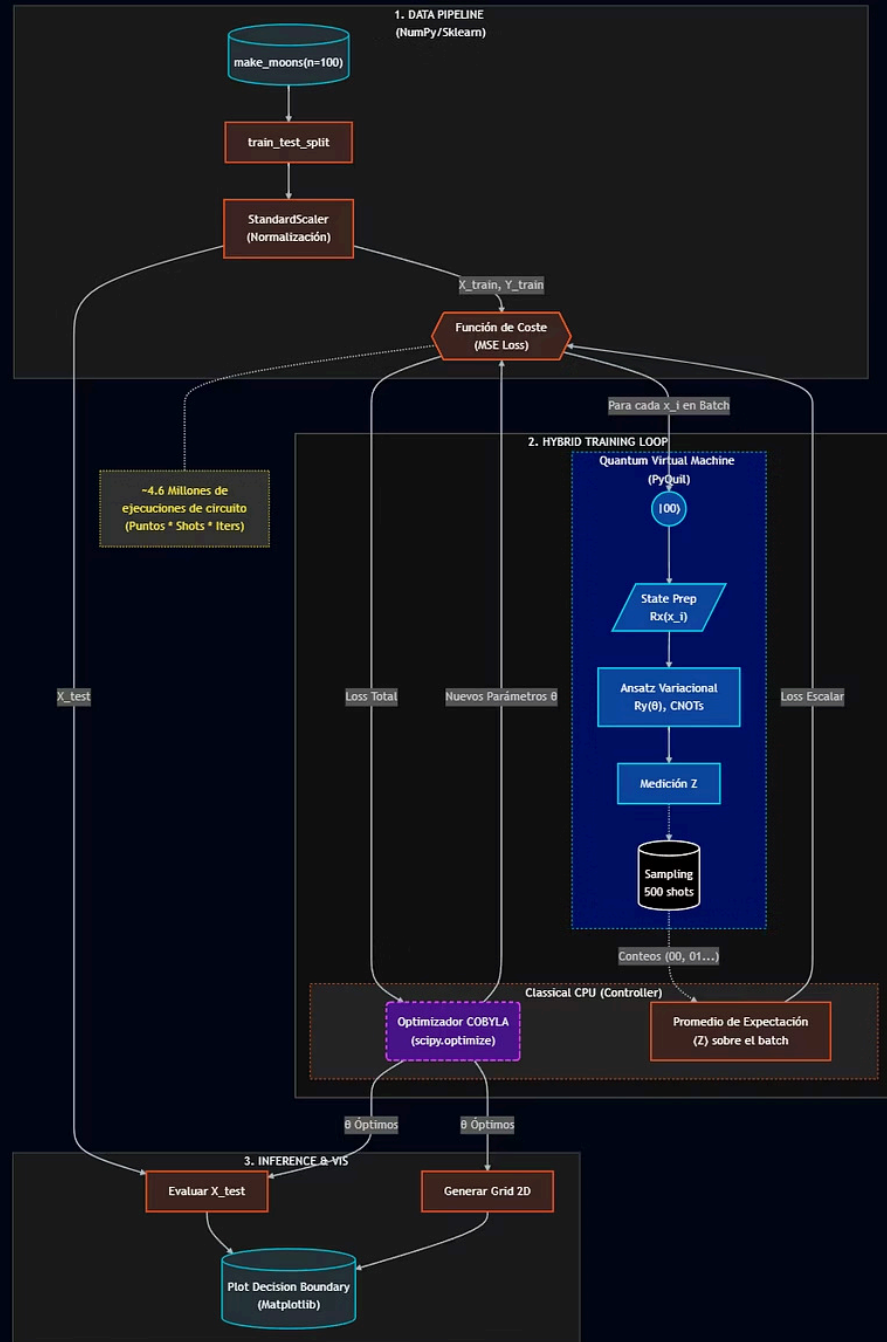 1. DATA PIPELINE
(NumPy/Sklearn)
make_moons(n=100)
train_test_split
StandardScaler
(Normalización)
X_train, Y_train
Función de Coste
(MSE Loss)
Para cada x_i en Batch
2. HYBRID TRAINING LOOP
Quantum Virtual Machine
(PyQuil)
~4.6 Millones de
ejecuciones de circuito
(Puntos * Shots * Iters)
|00⟩
State Prep
Rx(x_i)
X_test
Loss Total
Nuevos Parámetros θ
Ansatz Variacional
Ry(θ), CNOTs
Loss Escalar
Medición Z
Sampling
500 shots
Conteos (00, 01...)
Classical CPU (Controller)
Optimizador COBYLA
(scipy.optimize)
Promedio de Expectación
⟨Z⟩ sobre el batch
θ Óptimos
θ Óptimos
3. INFERENCE & VIS
Evaluar X_test
Generar Grid 2D
Plot Decision Boundary
(Matplotlib)